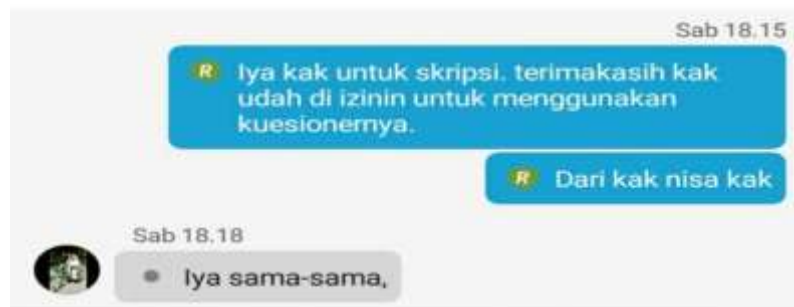 Sab 18.15
R Iya kak untuk skripsi. terimakasih kak
udah di izinin untuk menggunakan
kuesionernya.
R Dari kak nisa kak
Sab 18.18
Iya sama-sama,